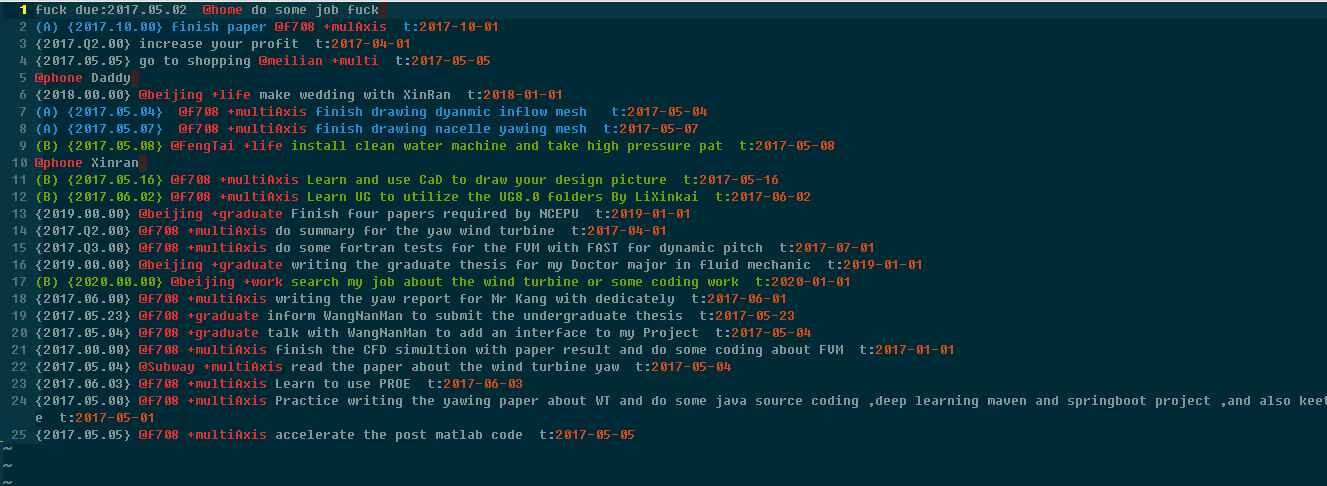 1 fuck due:2017.05.02  @home do some job fuck
2 (A) {2017.10.00} finish paper @f708 +mulAxis  t:2017-10-01
3 {2017.Q2.00} increase your profit  t:2017-04-01
4 {2017.05.05} go to shopping @meilian +multi  t:2017-05-05
5 @phone Daddy
6 {2018.00.00} @beijing +life make wedding with XinRan  t:2018-01-01
7 (A) {2017.05.04}  @f708 +multiAxis finish drawing dyanmic inflow mesh   t:2017-05-04
8 (A) {2017.05.07}  @f708 +multiAxis finish drawing nacelle yawing mesh  t:2017-05-07
9 (B) {2017.05.08} @FengTai +life install clean water machine and take high pressure pat  t:2017-05-08
10 @phone Xinran
11 (B) {2017.05.16} @f708 +multiAxis Learn and use CaD to draw your design picture  t:2017-05-16
12 (B) {2017.06.02} @f708 +multiAxis Learn UG to utilize the UG8.0 folders By LiXinkai  t:2017-06-02
13 {2019.00.00} @beijing +graduate Finish four papers required by NCEPU  t:2019-01-01
14 {2017.Q2.00} @f708 +multiAxis do summary for the yaw wind turbine  t:2017-04-01
15 {2017.Q3.00} @f708 +multiAxis do some fortran tests for the FVM with FAST for dynamic pitch  t:2017-07-01
16 {2019.00.00} @beijing +graduate writing the graduate thesis for my Doctor major in fluid mechanic  t:2019-01-01
17 (B) {2020.00.00} @beijing +work search my job about the wind turbine or some coding work  t:2020-01-01
18 {2017.06.00} @f708 +multiAxis writing the yaw report for Mr Kang with dedicately  t:2017-06-01
19 {2017.05.23} @f708 +graduate inform WangNanMan to submit the undergraduate thesis  t:2017-05-23
20 {2017.05.04} @f708 +graduate talk with WangNanMan to add an interface to my Project  t:2017-05-04
21 {2017.00.00} @f708 +multiAxis finish the CFD simultion with paper result and do some coding about FVM  t:2017-01-01
22 {2017.05.04} @Subway +multiAxis read the paper about the wind turbine yaw  t:2017-05-04
23 {2017.06.03} @f708 +multiAxis Learn to use PROE  t:2017-06-03
24 {2017.05.00} @f708 +multiAxis Practice writing the yawing paper about WT and do some java source coding ,deep learning maven and springboot project ,and also keet
e  t:2017-05-01
25 {2017.05.05} @f708 +multiAxis accelerate the post matlab code  t:2017-05-05
~
~
~